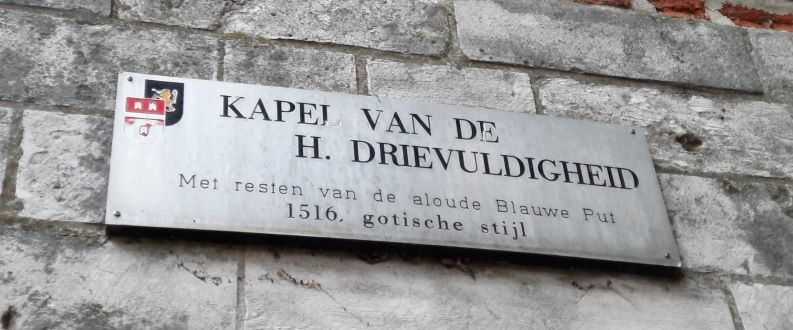 KAPEL VAN DE
H. DRIEVULDIGHEID
Met resten van de aloude Blauwe Put
1516, gotische stijl